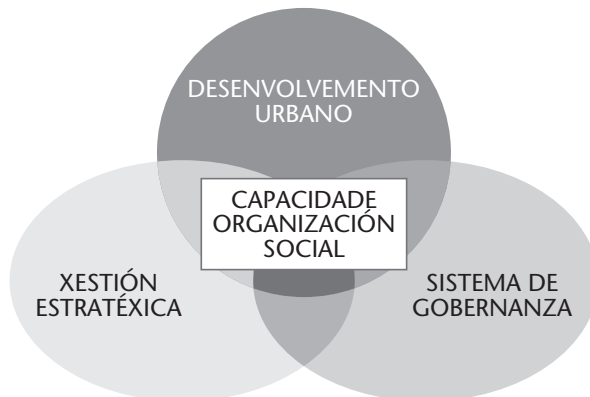 DESENVOLVEMENTO
URBANO
CAPACIDADE
ORGANIZACIÓN
SOCIAL
XESTIÓN
ESTRATÉXICA
SISTEMA DE
GOBERNANZA